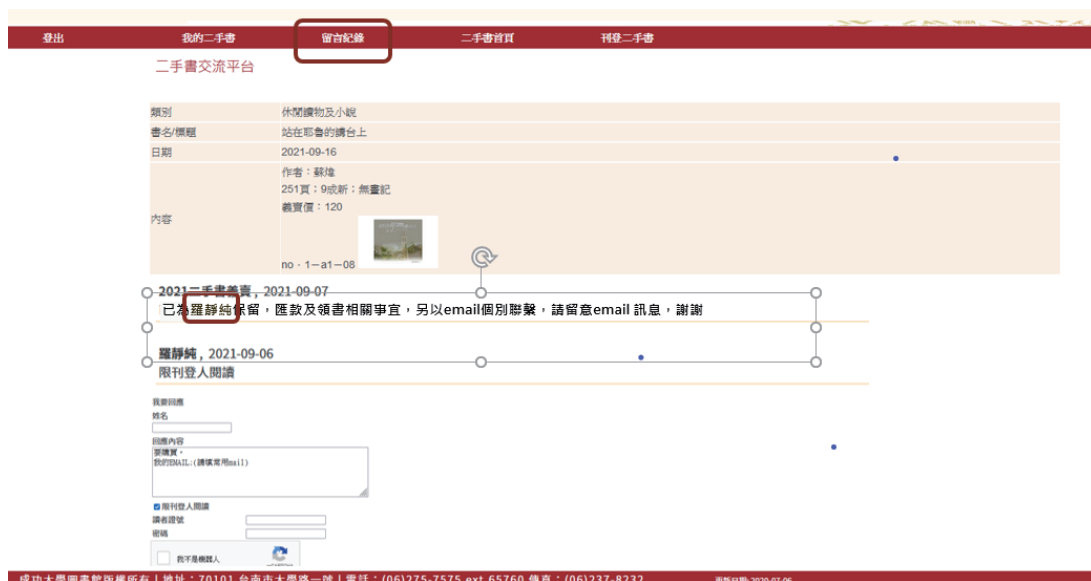 登出 我的二手書 留言紀錄 二手書首頁 刊登二手書
二手書交流平台
類別 休閒讀物及小說
書名/標題 站在耶魯的講台上
日期 2021-09-16
內容
作者：蘇煒
251頁；9成新；無畫記
義賣價：120
no‧1—a1—08
2021二手書義賣 , 2021-09-07
已為羅靜純保留，匯款及領書相關事宜，另以email個別聯繫，請留意email 訊息，謝謝
羅靜純 , 2021-09-06
限刊登人閱讀
我要回應
姓名
回應內容
要購買。
我的EMAIL:(請填常用mail)
限刊登人閱讀
讀者證號
密碼
我不是機器人
成功大學圖書館版權所有 | 地址：70101 台南市大學路一號 | 電話：(06)275-7575 ext 65760 傳真：(06)237-8232 更新日期:2020-07-06